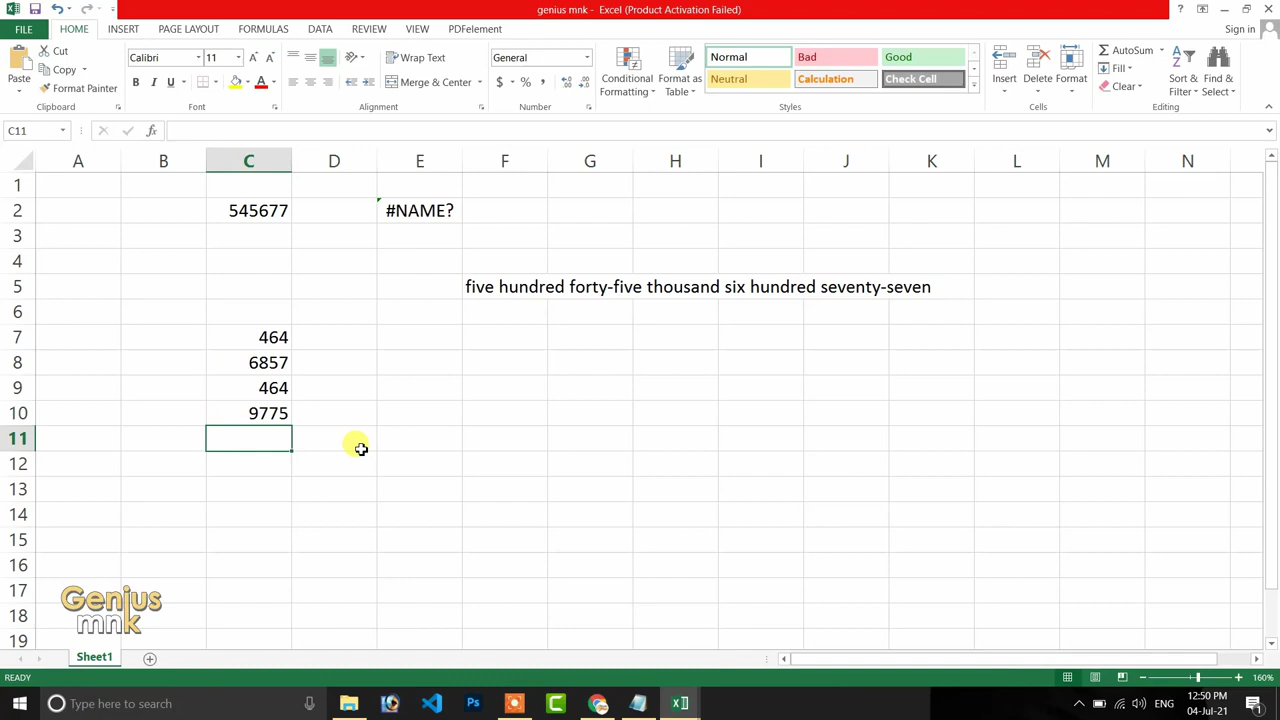 genius mnk - Excel (Product Activation Failed)
FILE HOME INSERT PAGE LAYOUT FORMULAS DATA REVIEW VIEW PDFelement Sign in
Paste Cut Copy Format Painter Clipboard
Calibri 11 B I U A Font
Wrap Text Merge & Center Alignment
General $ % , Number
Conditional Formatting Format as Table
Normal Bad Good
Neutral Calculation Check Cell
Styles
Insert Delete Format Cells
AutoSum Fill Clear Sort & Filter Find & Select Editing
C11 fx
A B C D E F G H I J K L M N
1
2 545677 #NAME?
3
4
5 five hundred forty-five thousand six hundred seventy-seven
6
7 464
8 6857
9 464
10 9775
11
12
13
14
15
16
17
18
19
Genius
mnk
Sheet1
READY 160%
Type here to search
ENG 12:50 PM
04-Jul-21